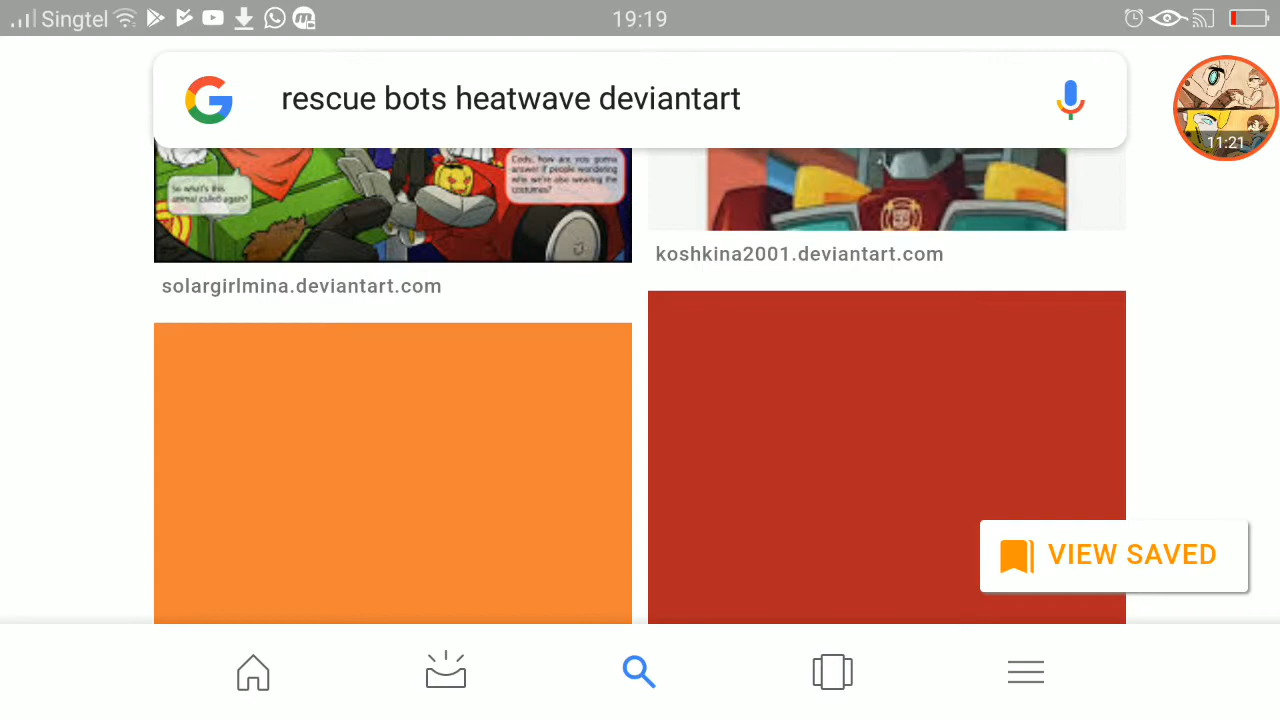 Singtel
19:19
rescue bots heatwave deviantart
11:21
So what's this
animal called again?
Cody, how are you gonna
answer if people wondering
who we're also wearing the
costumes?
koshkina2001.deviantart.com
solargirlmina.deviantart.com
VIEW SAVED